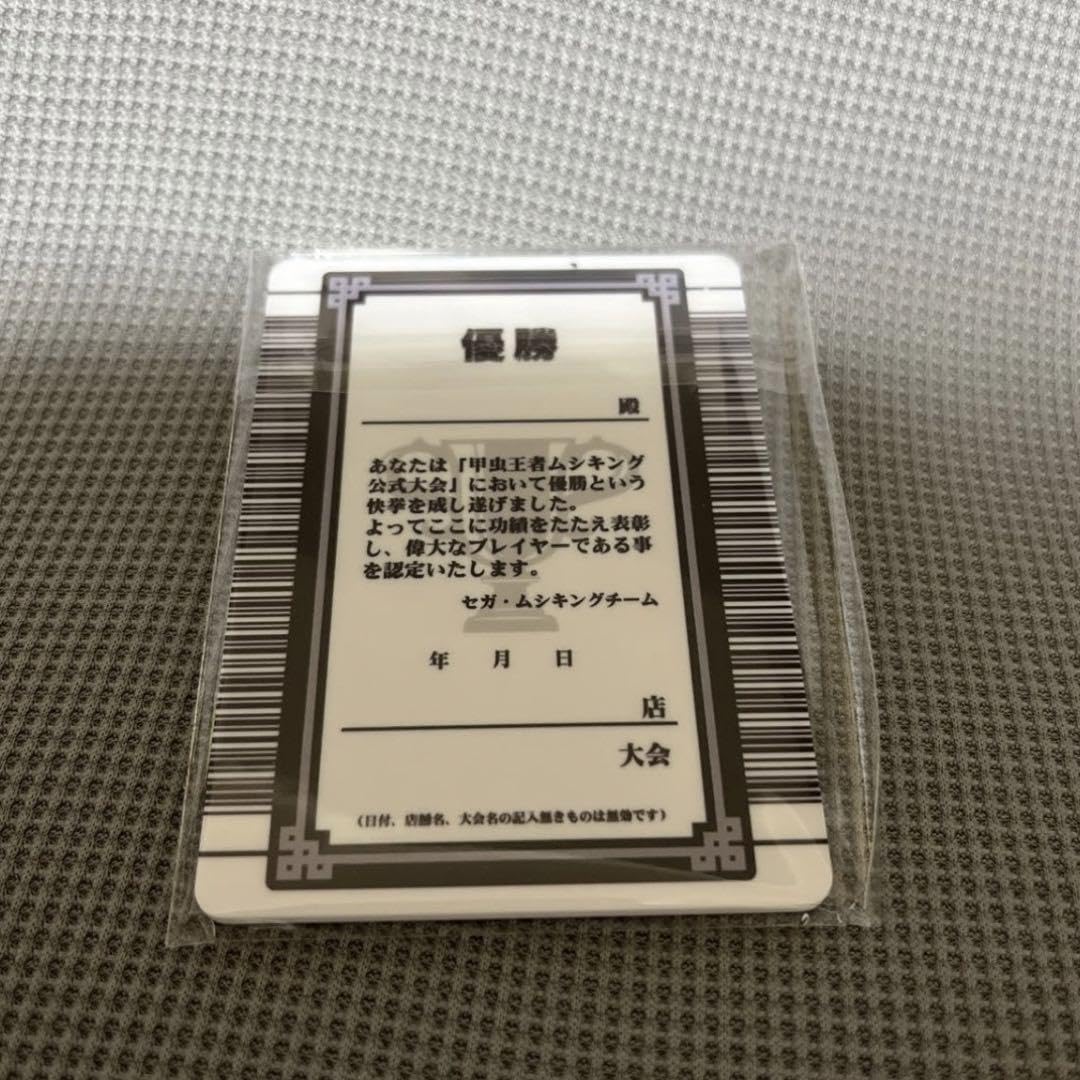 優勝
殿
あなたは「甲虫王者ムシキング
公式大会」において優勝という
快挙を成し遂げました。
よってここに功績をたたえ表彰
し、偉大なプレイヤーである事
を認定いたします。
セガ・ムシキングチーム
年 月 日
店
大会
(日付、店舗名、大会名の記入無きものは無効です)